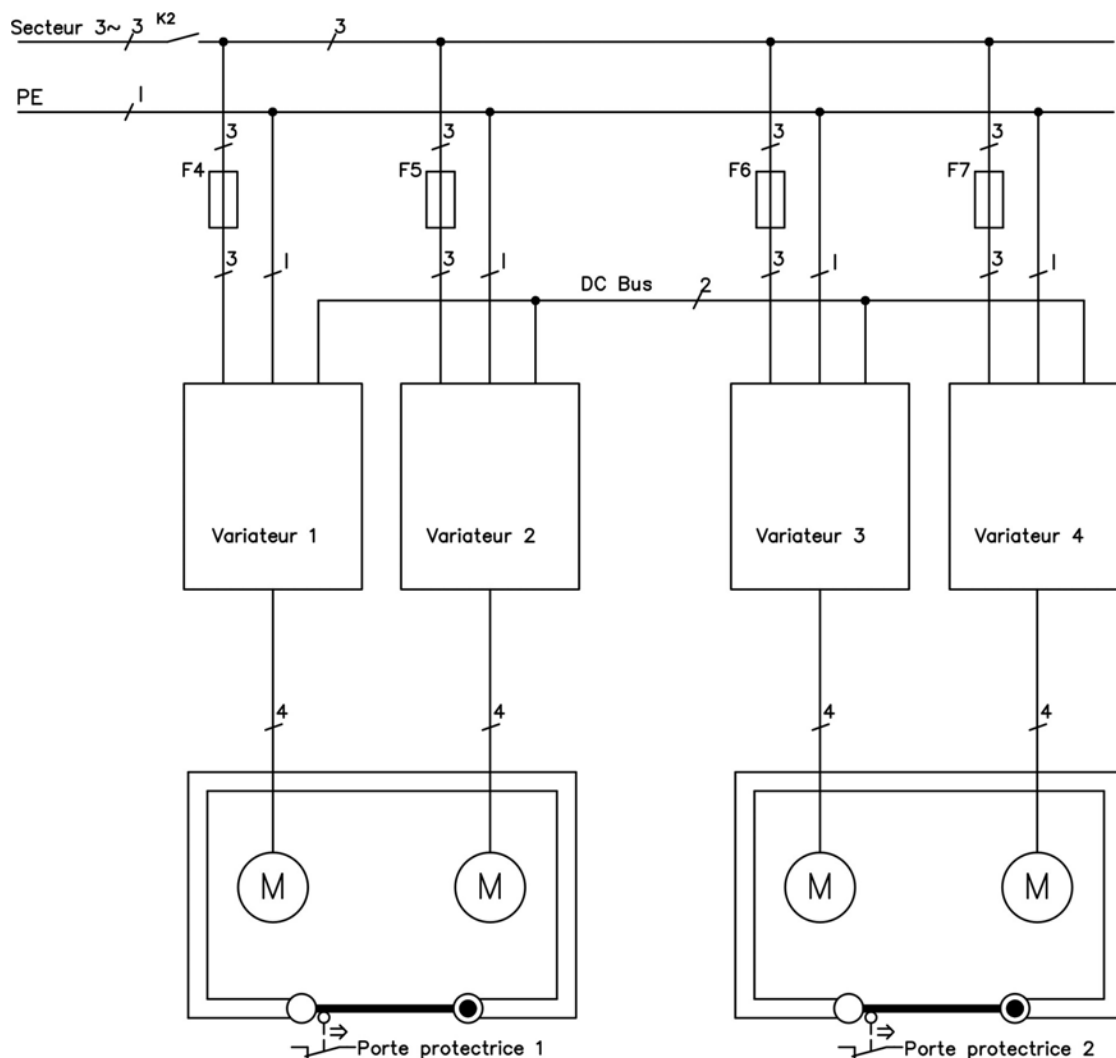 Secteur 3~ 3 K2 3
PE 1
3 3 3 3
F4 F5 F6 F7
3 1 3 1 3 1 3 1
DC Bus 2
Variateur 1 Variateur 2 Variateur 3 Variateur 4
4 4 4 4
M M M M
Porte protectrice 1 Porte protectrice 2